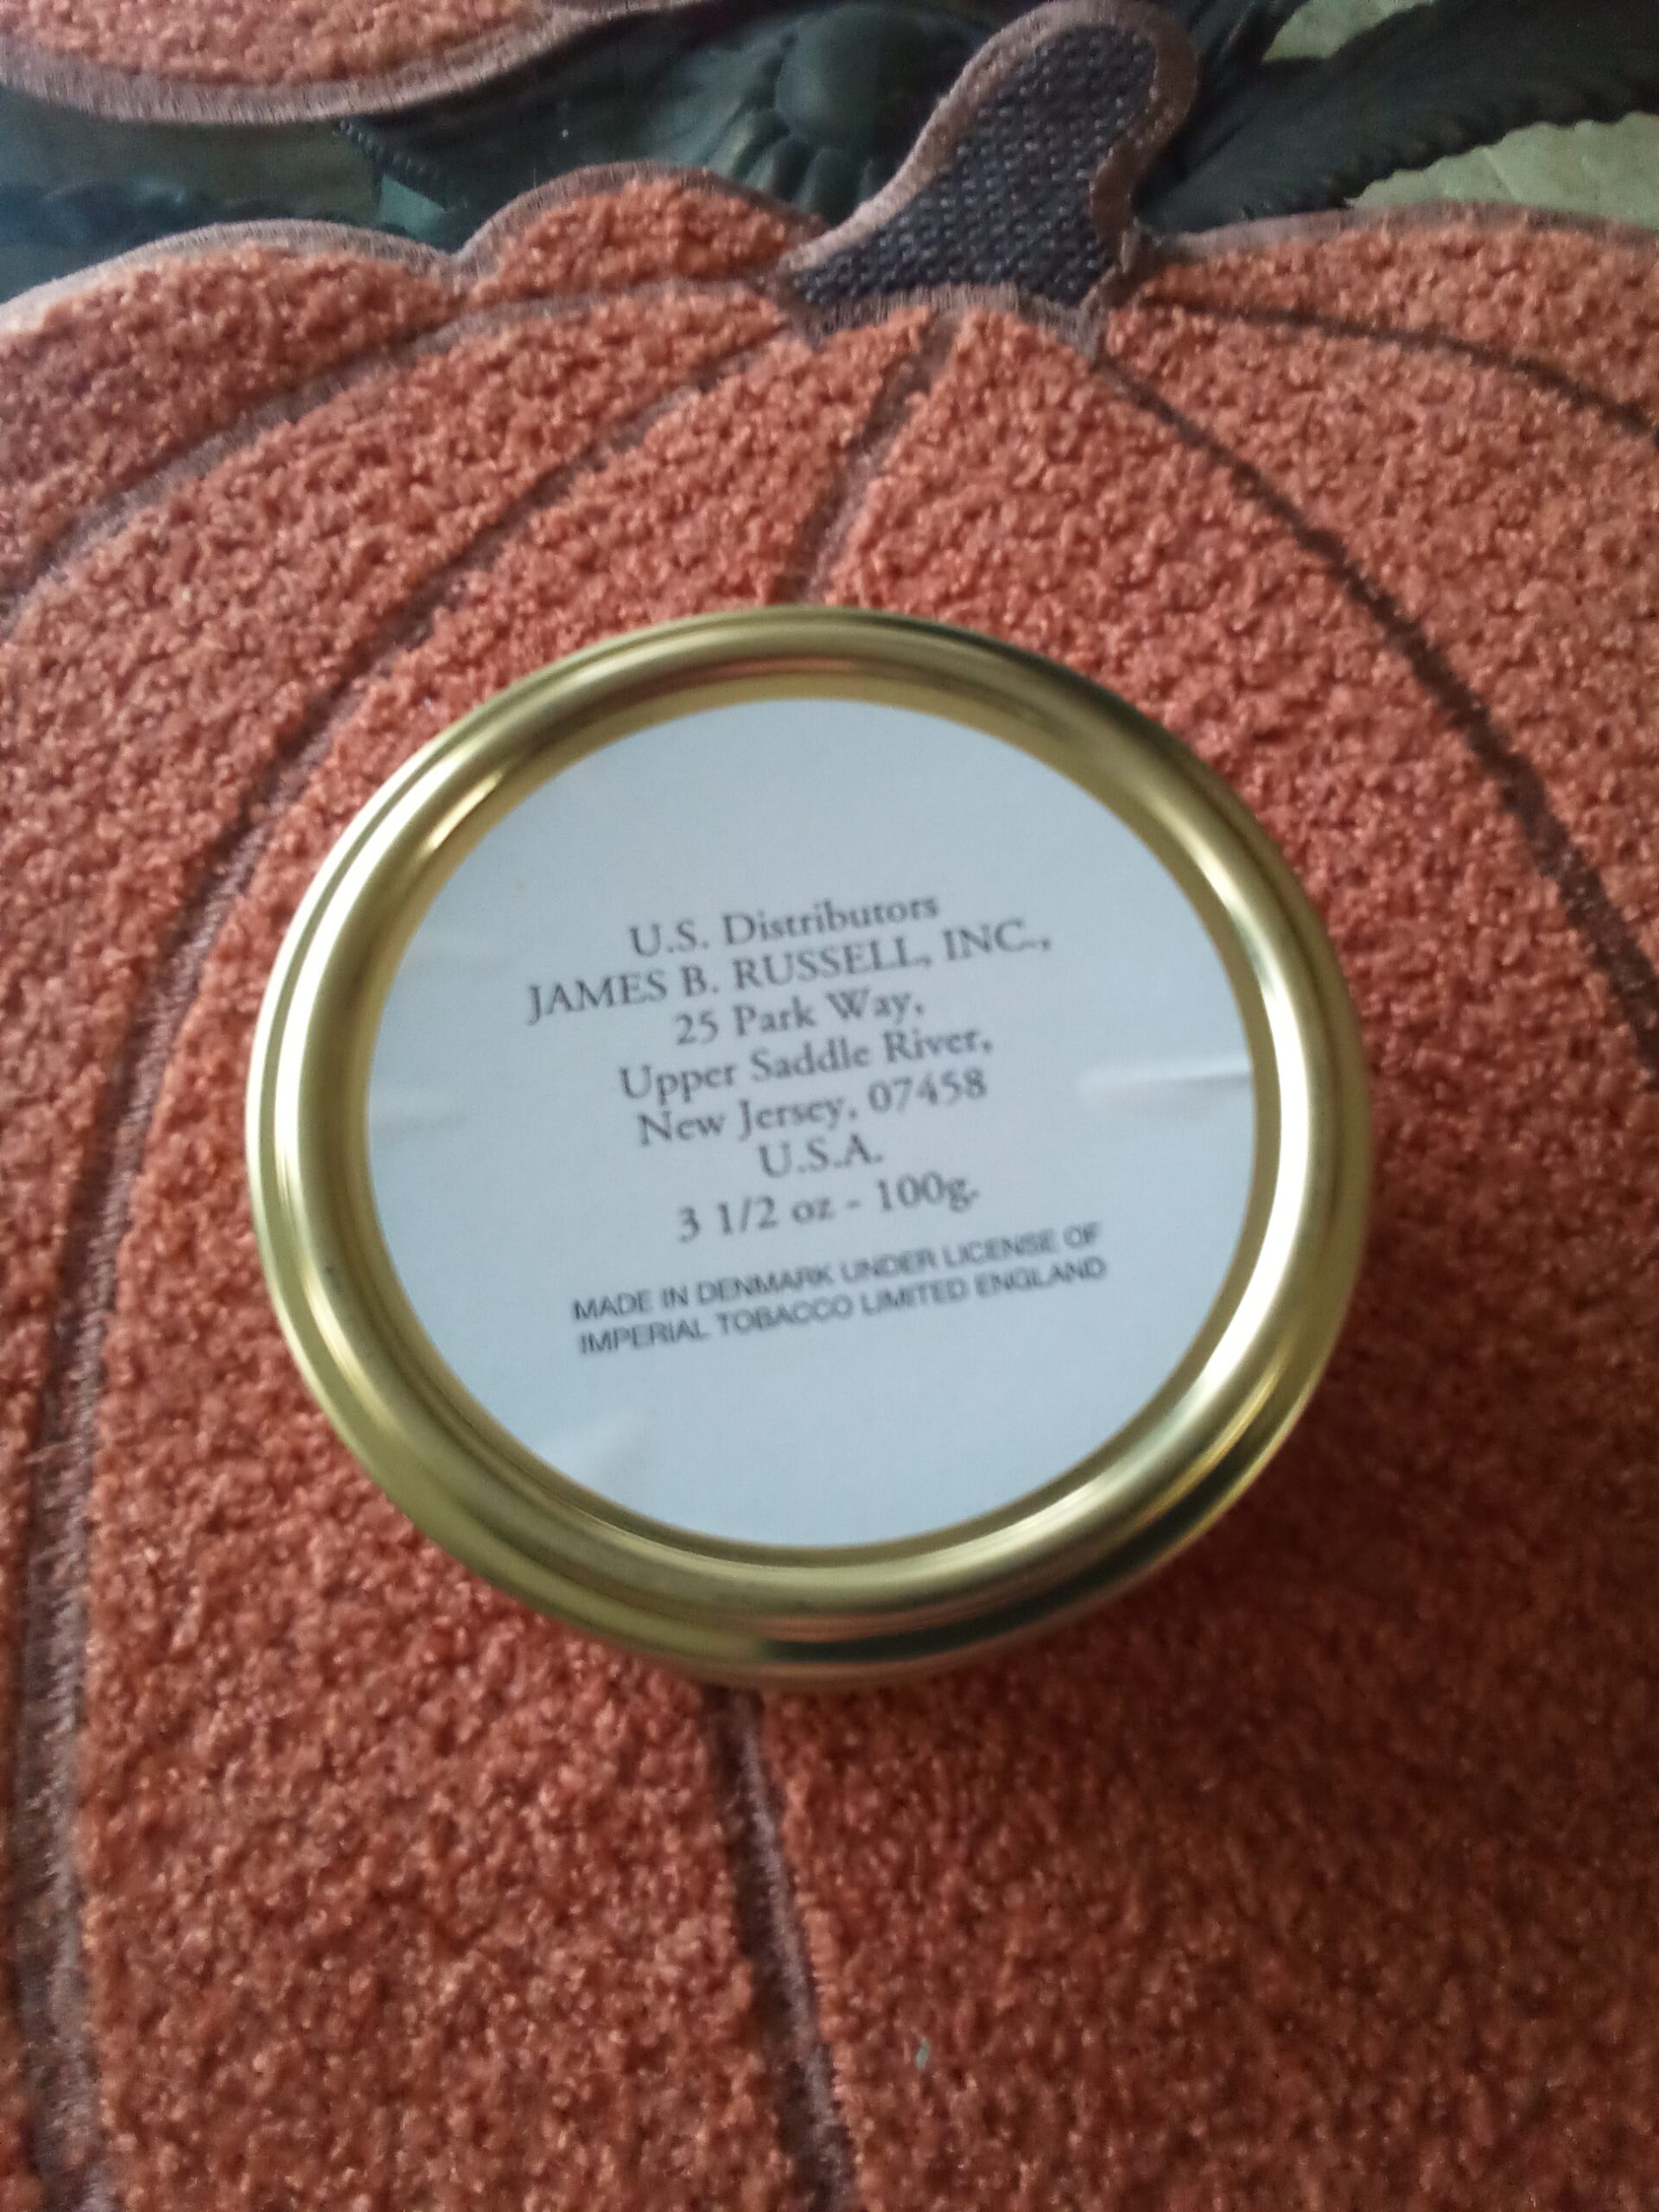 U.S. Distributors
JAMES B. RUSSELL, INC.,
25 Park Way,
Upper Saddle River,
New Jersey, 07458
U.S.A.
3 1/2 oz - 100g.
MADE IN DENMARK UNDER LICENSE OF
IMPERIAL TOBACCO LIMITED ENGLAND